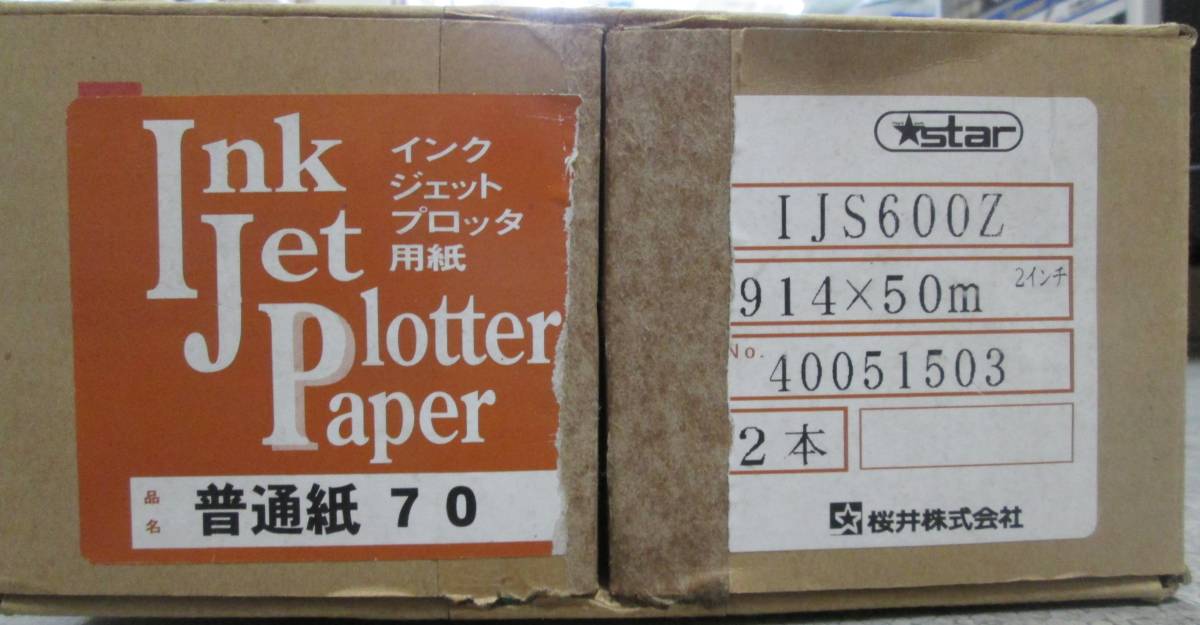 Ink
Jet
Plotter
Paper
インク
ジェット
プロッタ
用紙
品名
普通紙 70
star
IJS600Z
914×50m 2インチ
No. 40051503
2本
桜井株式会社